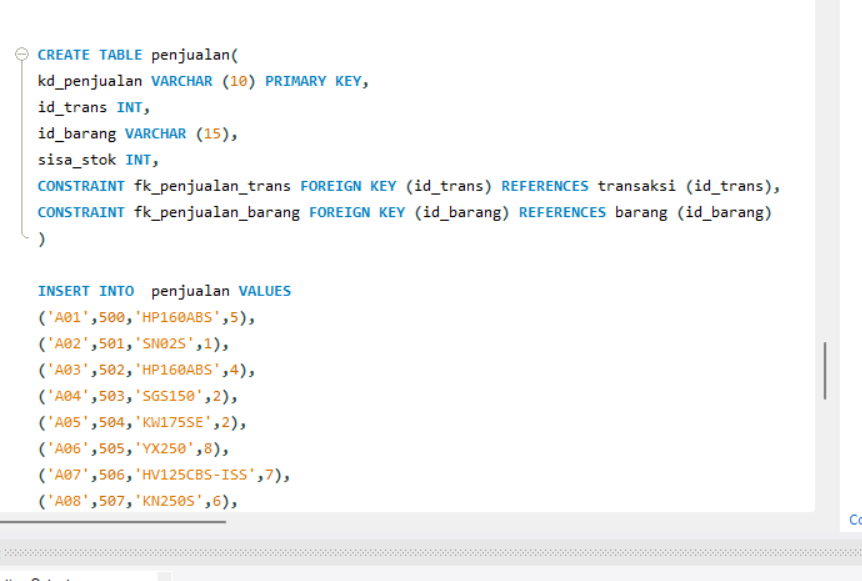 CREATE TABLE penjualan(
kd_penjualan VARCHAR (10) PRIMARY KEY,
id_trans INT,
id_barang VARCHAR (15),
sisa_stok INT,
CONSTRAINT fk_penjualan_trans FOREIGN KEY (id_trans) REFERENCES transaksi (id_trans),
CONSTRAINT fk_penjualan_barang FOREIGN KEY (id_barang) REFERENCES barang (id_barang)
)
INSERT INTO  penjualan VALUES
('A01',500,'HP160ABS',5),
('A02',501,'SN02S',1),
('A03',502,'HP160ABS',4),
('A04',503,'SGS150',2),
('A05',504,'KW175SE',2),
('A06',505,'YX250',8),
('A07',506,'HV125CBS-ISS',7),
('A08',507,'KN250S',6),